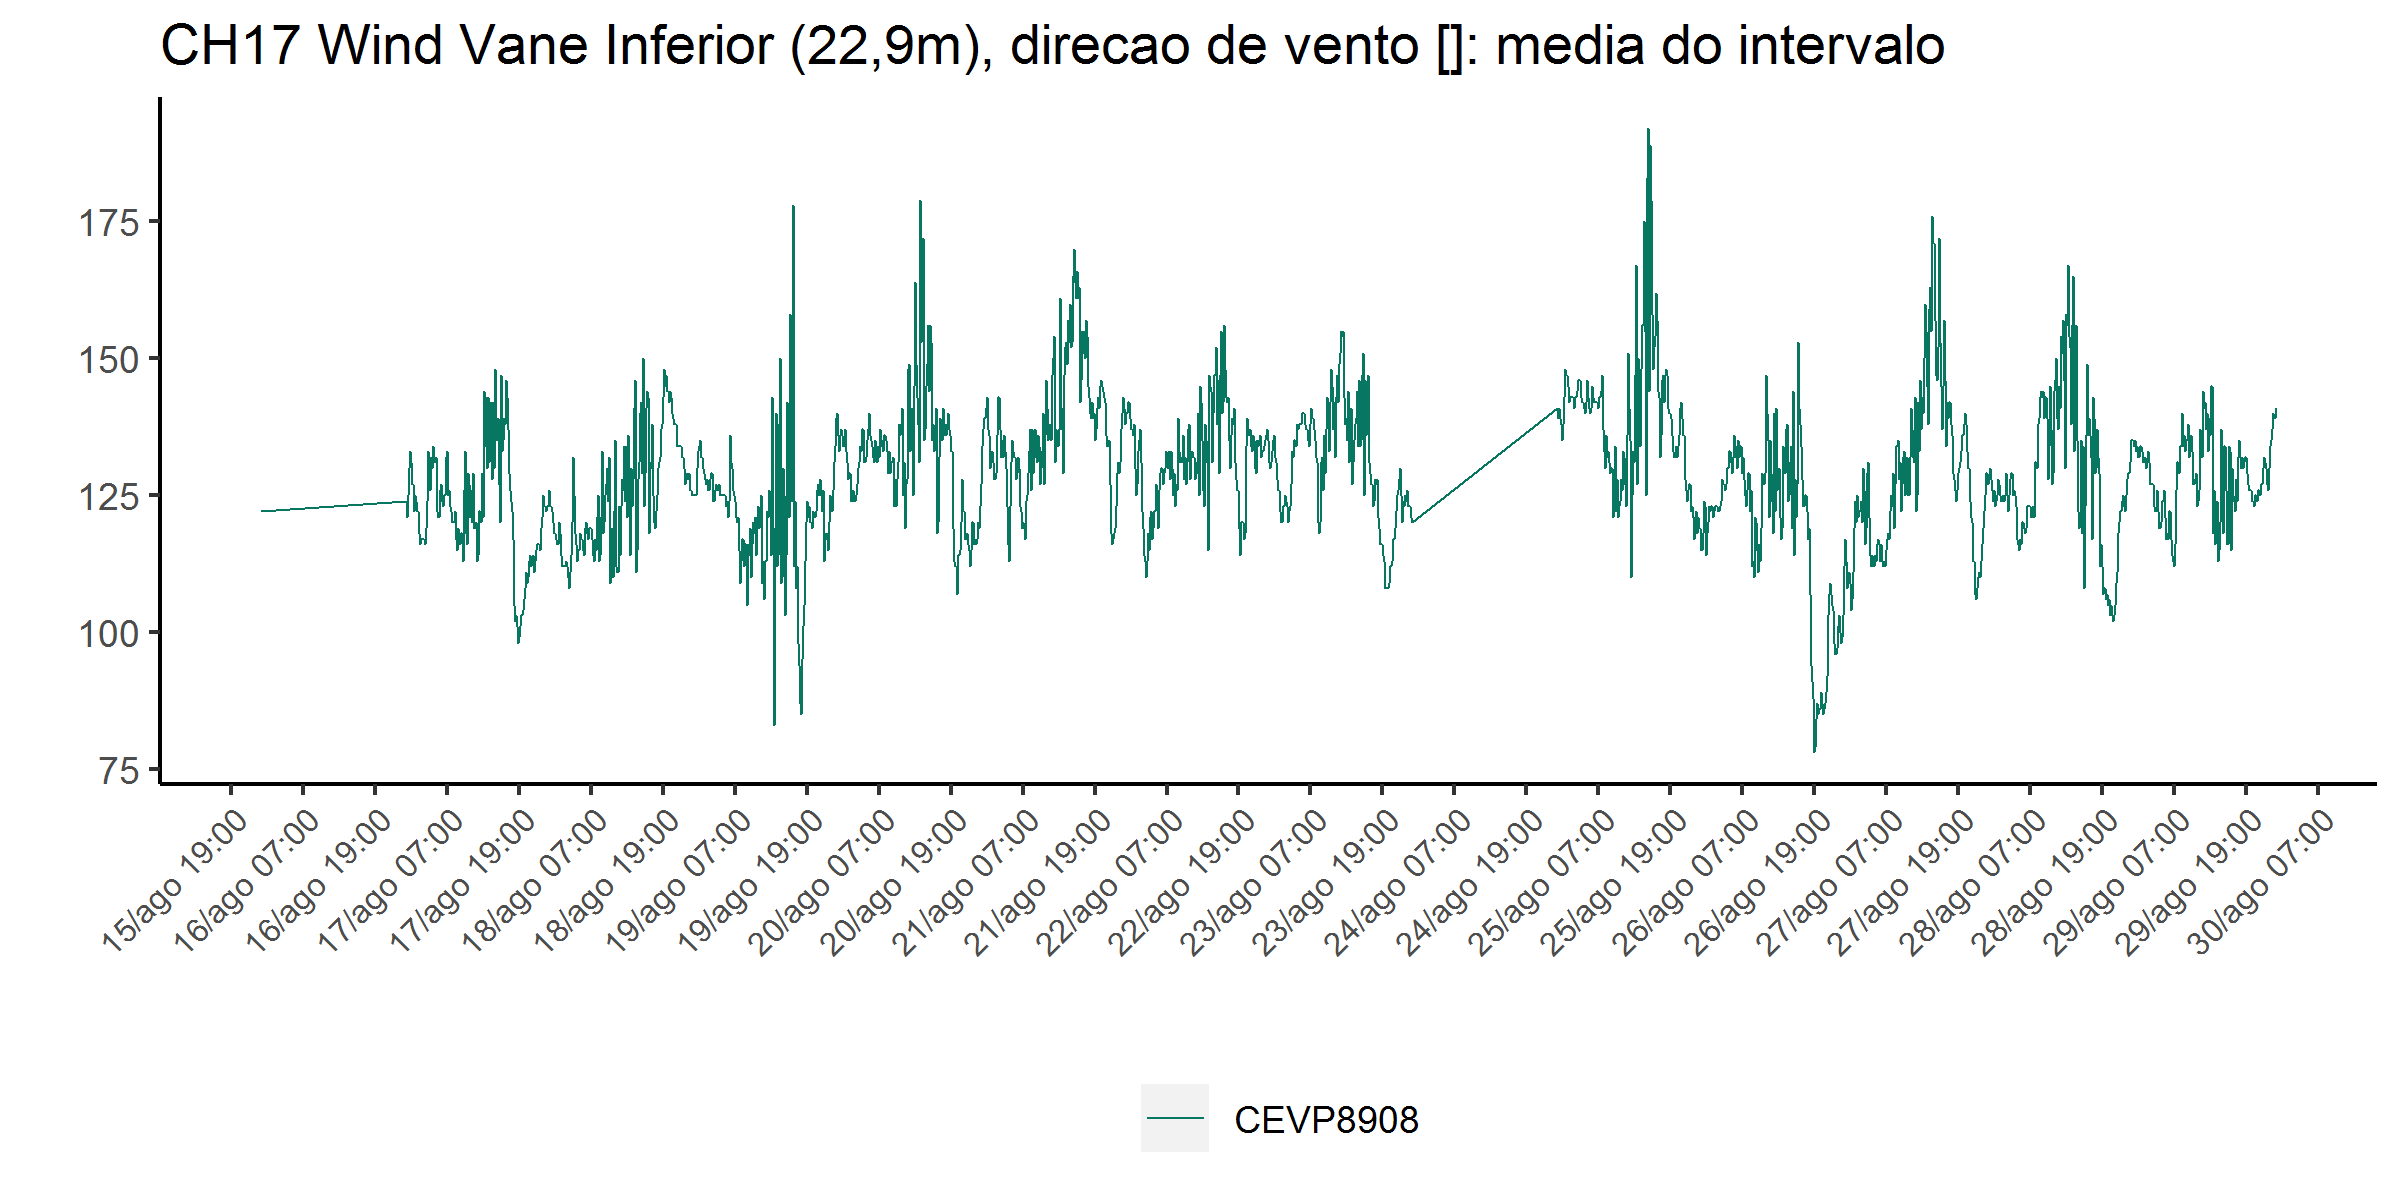 CH17 Wind Vane Inferior (22,9m), direcao de vento []: media do intervalo
175
150
125
100
75
15/ago 19:00
16/ago 07:00
16/ago 19:00
17/ago 07:00
17/ago 19:00
18/ago 07:00
18/ago 19:00
19/ago 07:00
19/ago 19:00
20/ago 07:00
20/ago 19:00
21/ago 07:00
21/ago 19:00
22/ago 07:00
22/ago 19:00
23/ago 07:00
23/ago 19:00
24/ago 07:00
24/ago 19:00
25/ago 07:00
25/ago 19:00
26/ago 07:00
26/ago 19:00
27/ago 07:00
27/ago 19:00
28/ago 07:00
28/ago 19:00
29/ago 07:00
29/ago 19:00
30/ago 07:00
CEVP8908